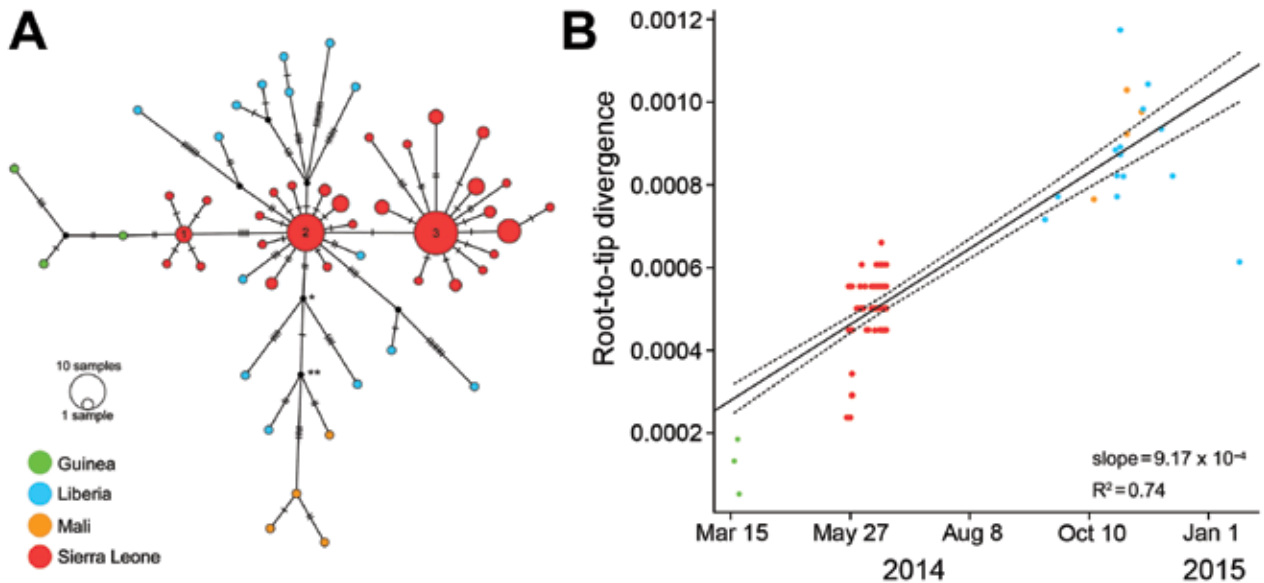 A
1
2
3
*
**
10 samples
1 sample
Guinea
Liberia
Mali
Sierra Leone
B
Root-to-tip divergence
0.0012
0.0010
0.0008
0.0006
0.0004
0.0002
slope=9.17 x 10⁻⁴
R²=0.74
Mar 15 May 27 Aug 8 Oct 10 Jan 1
2014 2015